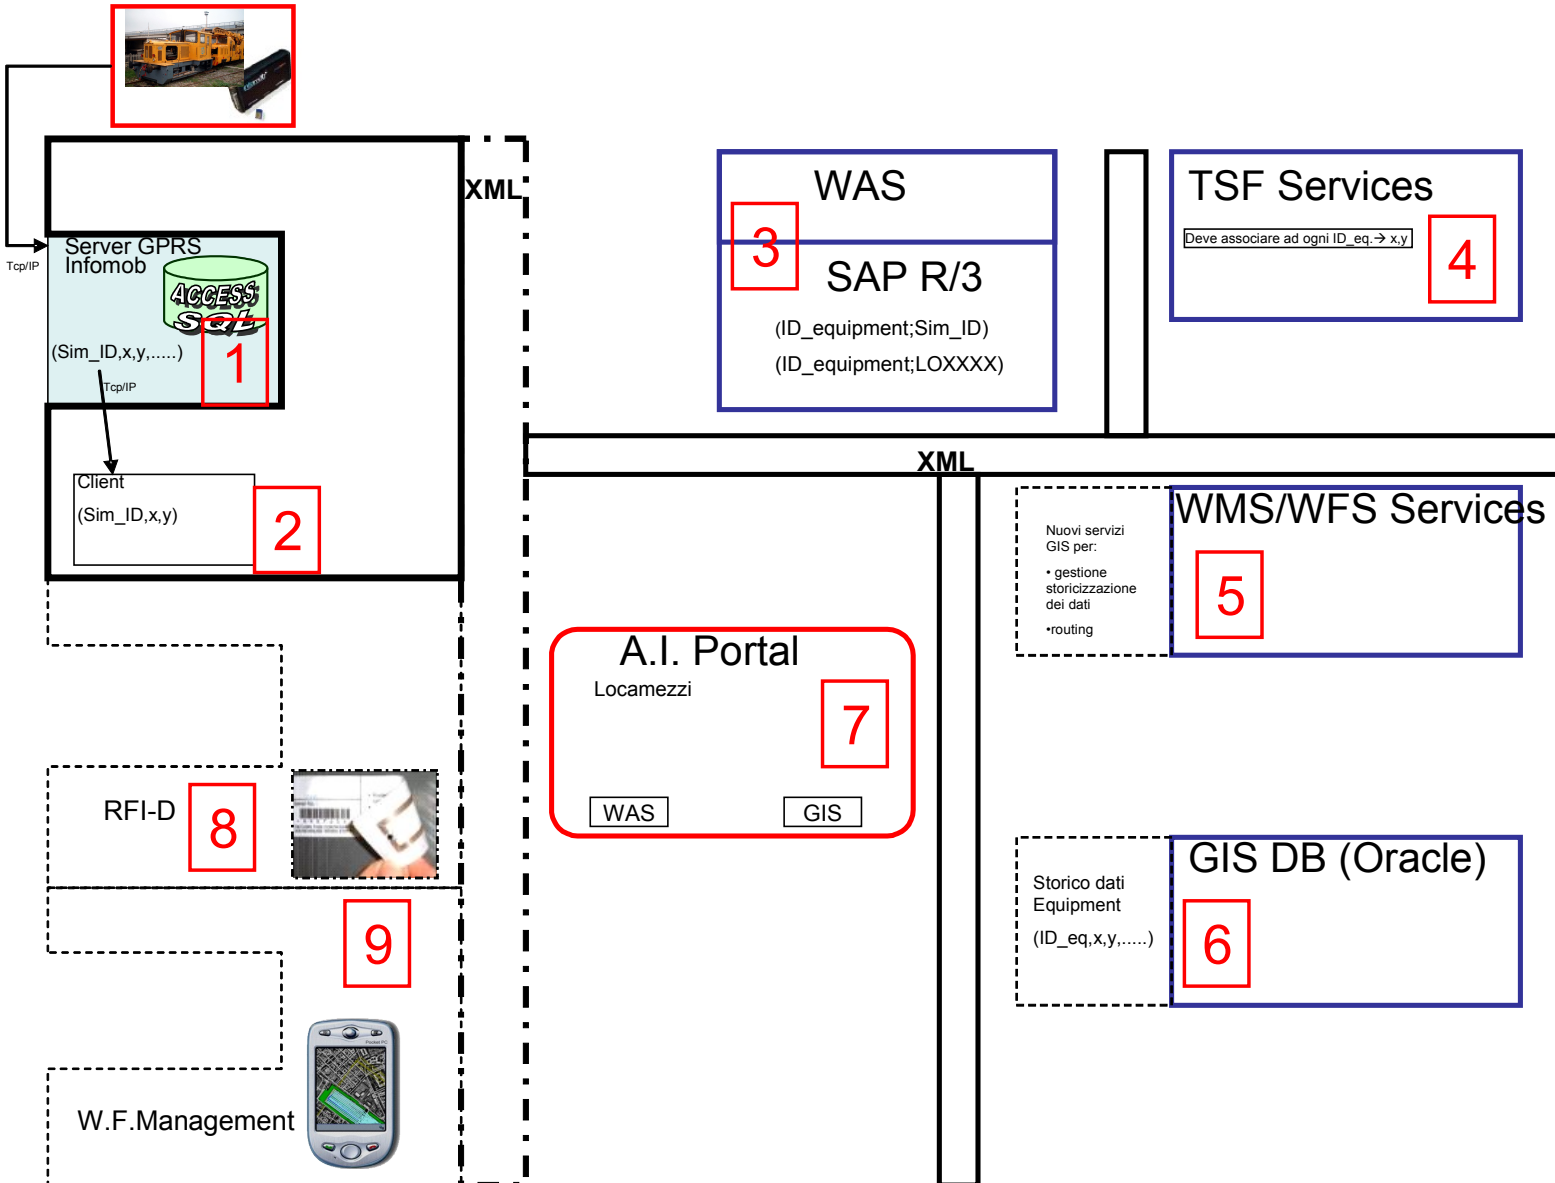 XML
Server GPRS
Infomob
Tcp/IP
ACCESS
SQL
1
(Sim_ID,x,y,.....)
Tcp/IP
Client
(Sim_ID,x,y)
2
WAS
3
SAP R/3
(ID_equipment;Sim_ID)
(ID_equipment;LOXXXX)
TSF Services
Deve associare ad ogni ID_eq.→ x,y
4
XML
Nuovi servizi
GIS per:
• gestione
storicizzazione
dei dati
•routing
WMS/WFS Services
5
A.I. Portal
Locamezzi
7
WAS
GIS
RFI-D
8
Storico dati
Equipment
(ID_eq,x,y,.....)
GIS DB (Oracle)
6
9
Pocket PC
W.F.Management